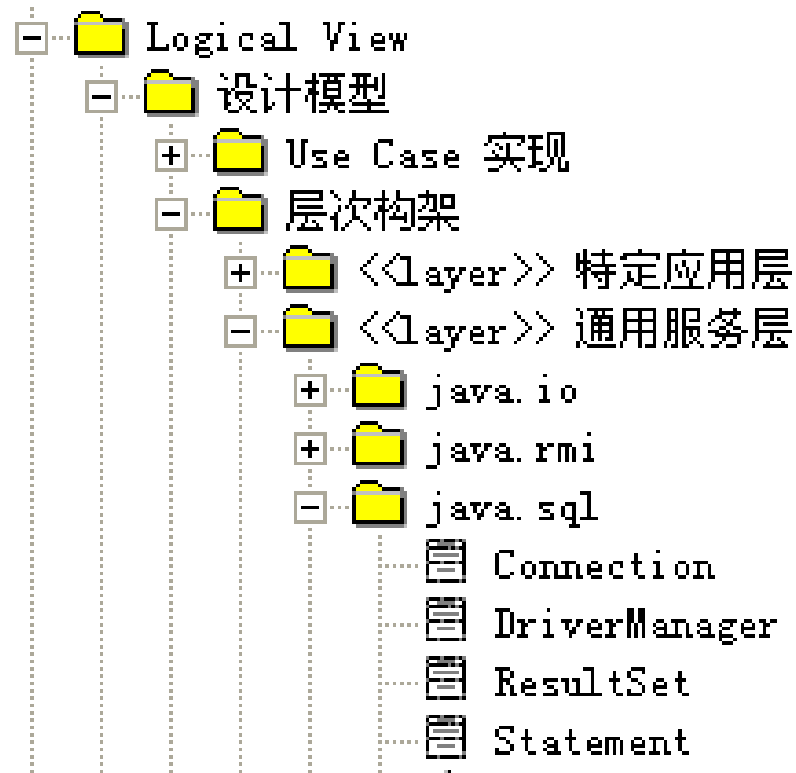 Logical View
设计模型
Use Case 实现
层次构架
<<layer>> 特定应用层
<<layer>> 通用服务层
java.io
java.rmi
java.sql
Connection
DriverManager
ResultSet
Statement